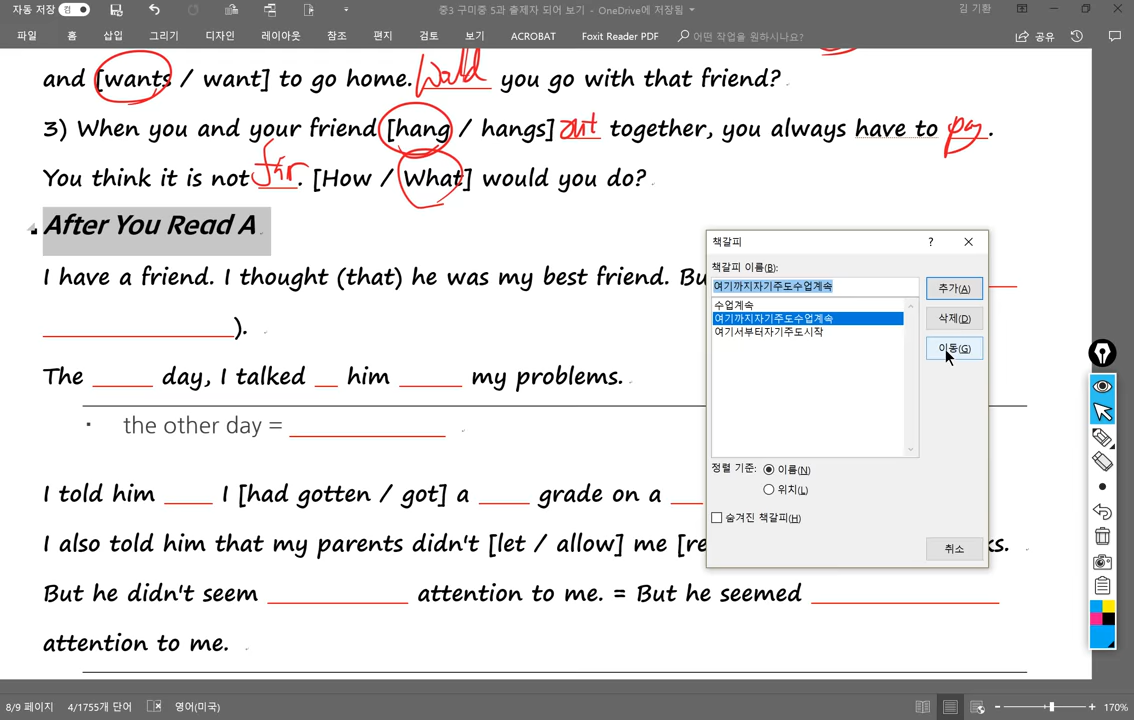 자동 저장 컴 중3 구미중 5과 출제자 되어 보기 - OneDrive에 저장됨 김 기환
파일 홈 삽입 그리기 디자인 레이아웃 참조 편지 검토 보기 ACROBAT Foxit Reader PDF 어떤 작업을 원하시나요? 공유
and [wants / want] to go home. Would you go with that friend?
3) When you and your friend [hang / hangs] out together, you always have to pay.
You think it is not fair. [How / What] would you do?
After You Read A
I have a friend. I thought (that) he was my best friend. Bu
).
The _____ day, I talked __ him _____ my problems.
· the other day = _____
I told him ____ I [had gotten / got] a ____ grade on a
I also told him that my parents didn't [let / allow] me [re ks.
But he didn't seem _____ attention to me. = But he seemed _____
attention to me.
책갈피 ?
책갈피 이름(B):
여기까지자기주도수업계속 추가(A)
수업계속
여기까지자기주도수업계속 삭제(D)
여기서부터자기주도시작
이동(G)
정렬 기준: 이름(N)
위치(L)
숨겨진 책갈피(H)
취소
8/9 페이지 4/1755개 단어 영어(미국) 170%